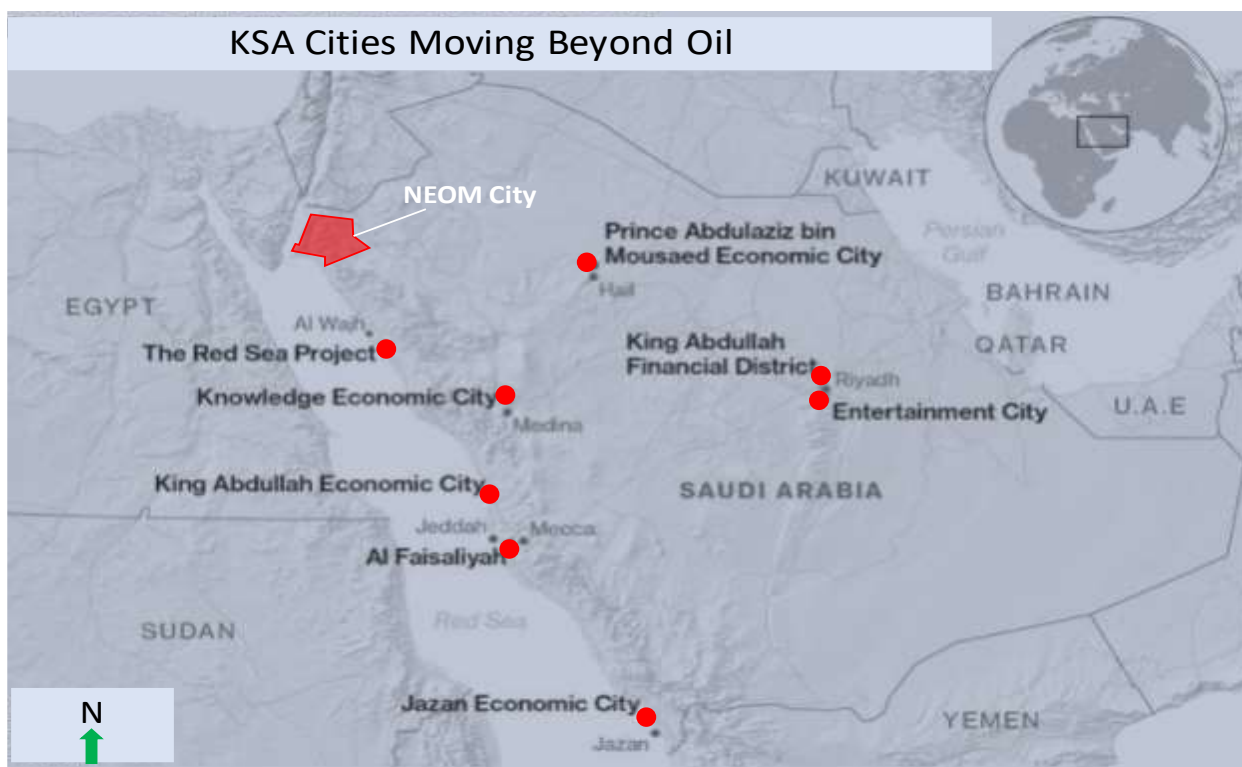 KSA Cities Moving Beyond Oil
KUWAIT
NEOM City
Prince Abdulaziz bin
Mousaed Economic City
Persian
Gulf
Hail
BAHRAIN
EGYPT
Al Wajh
The Red Sea Project
King Abdullah
Financial District
QATAR
Riyadh
Knowledge Economic City
Medina
Entertainment City
U.A.E
King Abdullah Economic City
SAUDI ARABIA
Jeddah
Mecca
Al Faisaliyah
Red Sea
SUDAN
Jazan Economic City
Jazan
YEMEN
N